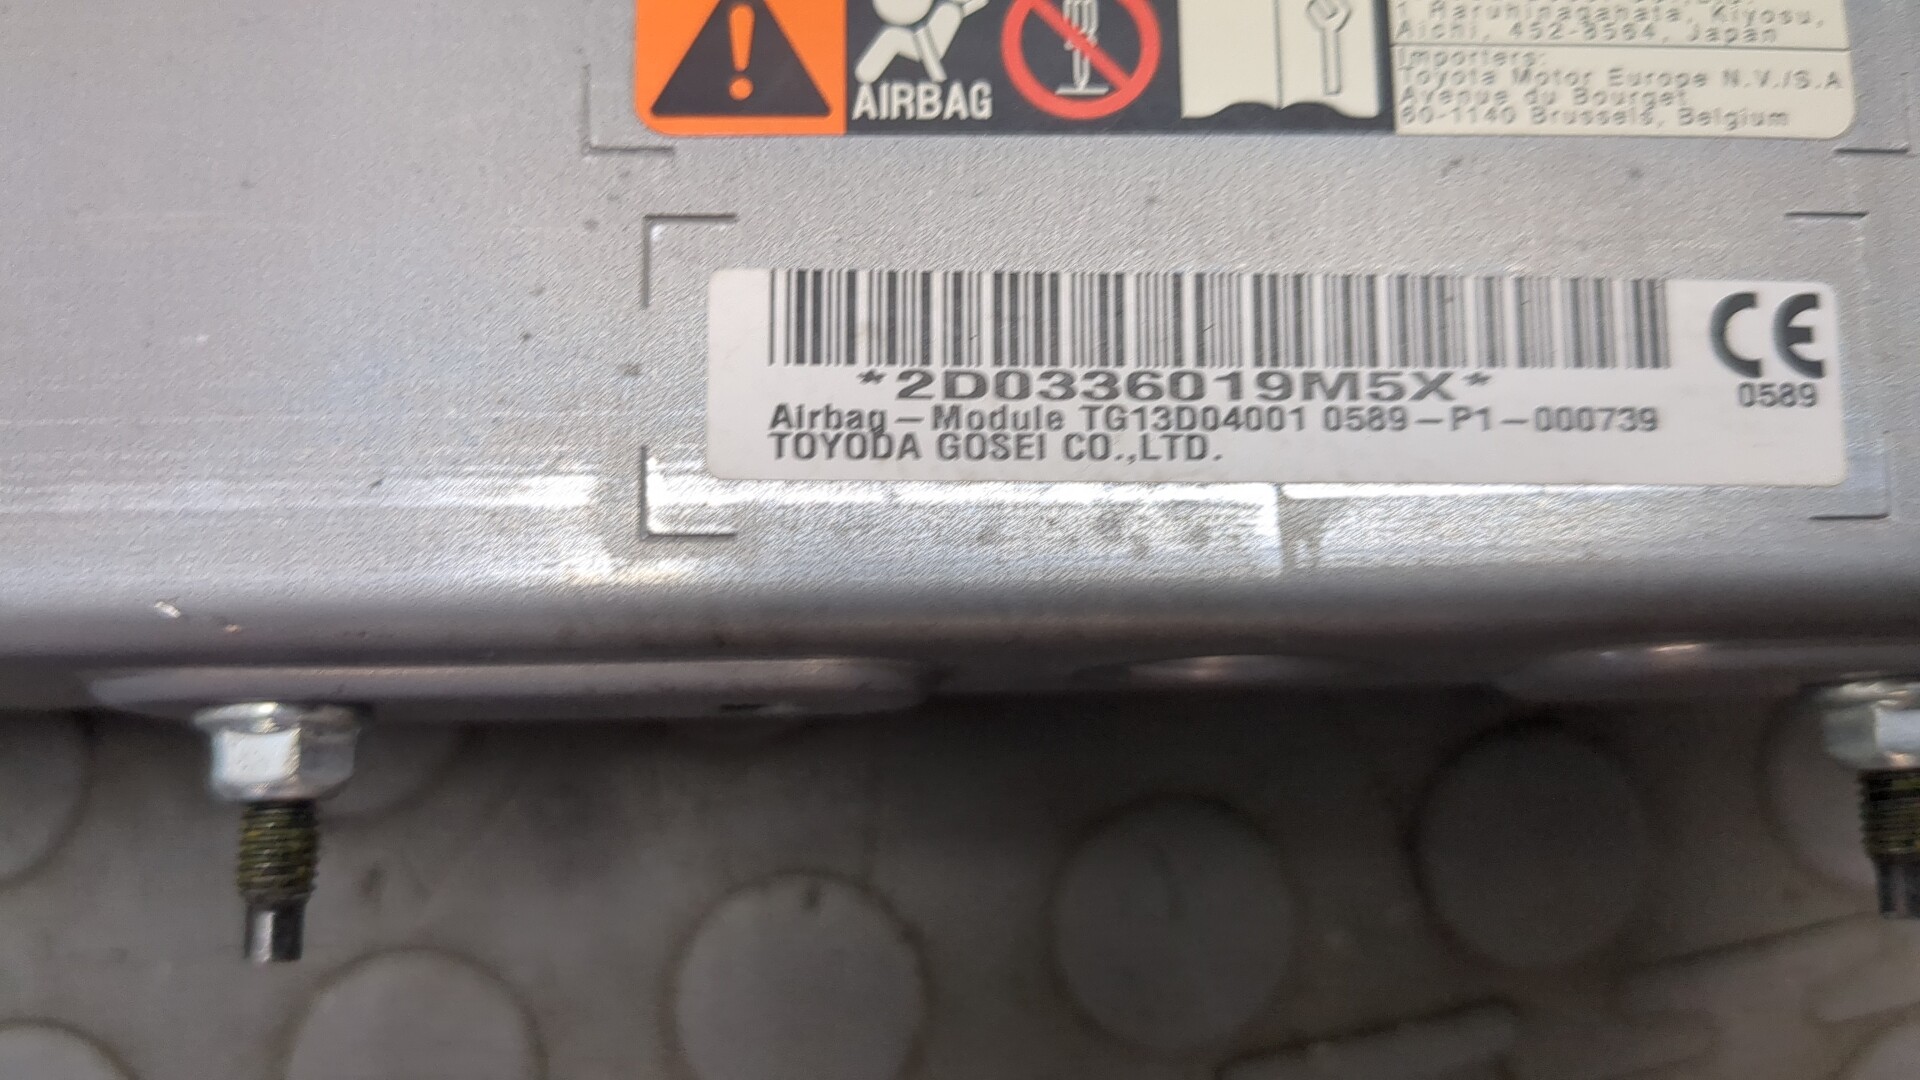 AIRBAG
1 Haruhinagahata, Kiyosu,
Aichi, 452-8564, Japan
Importers:
Toyota Motor Europe N.V./S.A
Avenue du Bourget
60-1140 Brussels, Belgium
*2D0336019M5X*
CE
0589
Airbag-Module TG13D04001 0589-P1-000739
TOYODA GOSEI CO.,LTD.